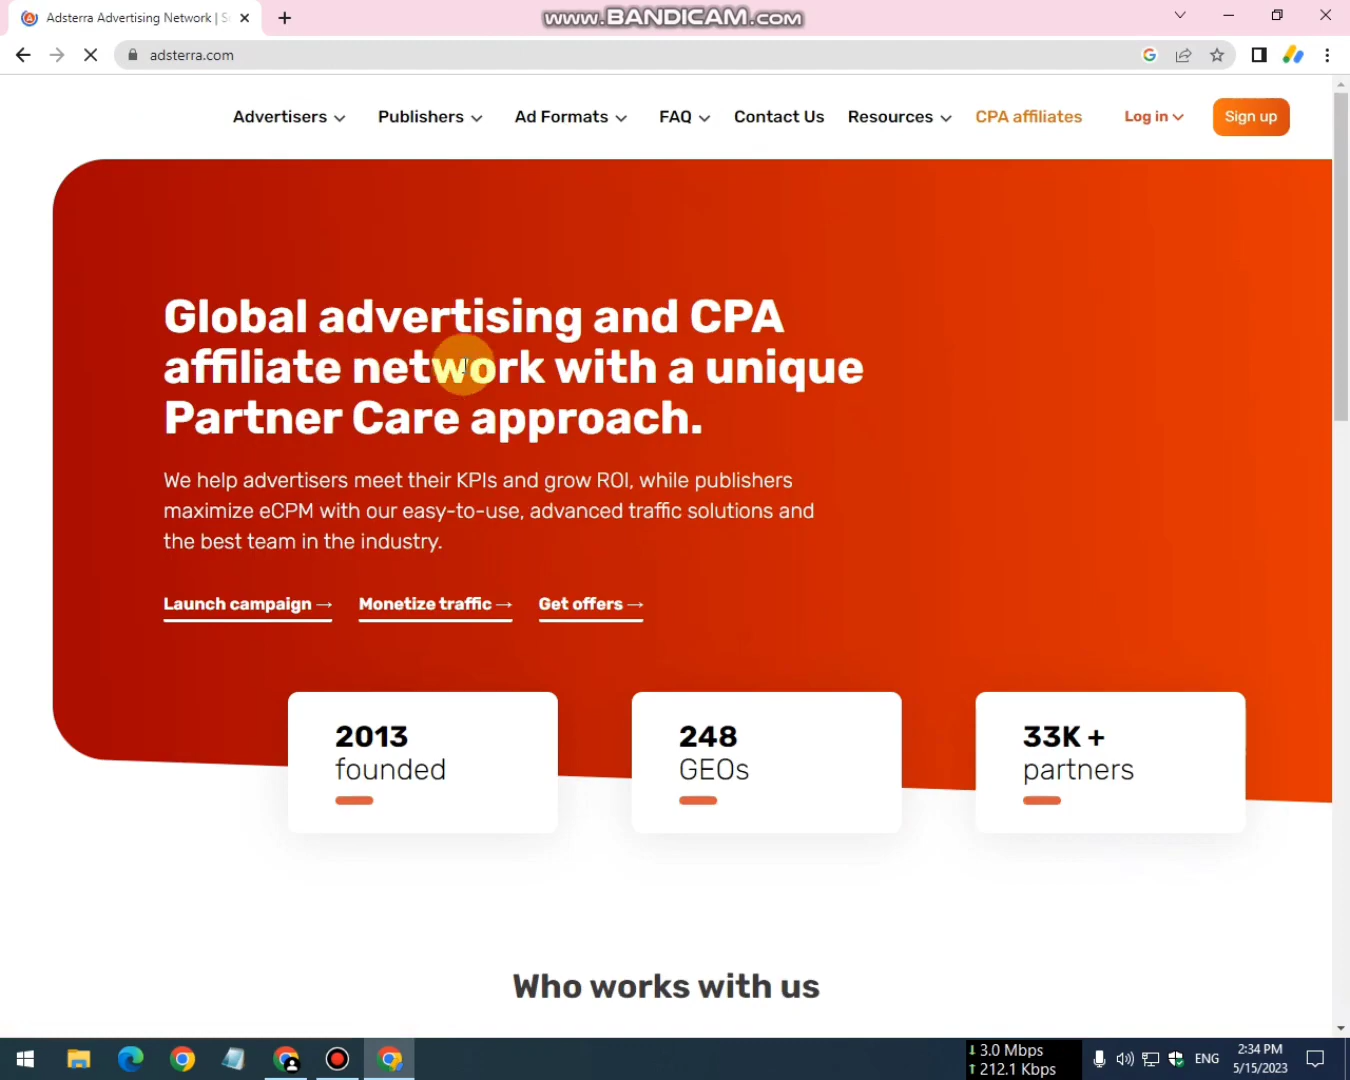 Adsterra Advertising Network | S
www.BANDICAM.com
adsterra.com
Advertisers
Publishers
Ad Formats
FAQ
Contact Us
Resources
CPA affiliates
Log in
Sign up
Global advertising and CPA
affiliate network with a unique
Partner Care approach.
We help advertisers meet their KPIs and grow ROI, while publishers
maximize eCPM with our easy-to-use, advanced traffic solutions and
the best team in the industry.
Launch campaign →
Monetize traffic →
Get offers →
2013
founded
248
GEOs
33K +
partners
Who works with us
↓ 3.0 Mbps
↑ 212.1 Kbps
ENG
2:34 PM
5/15/2023